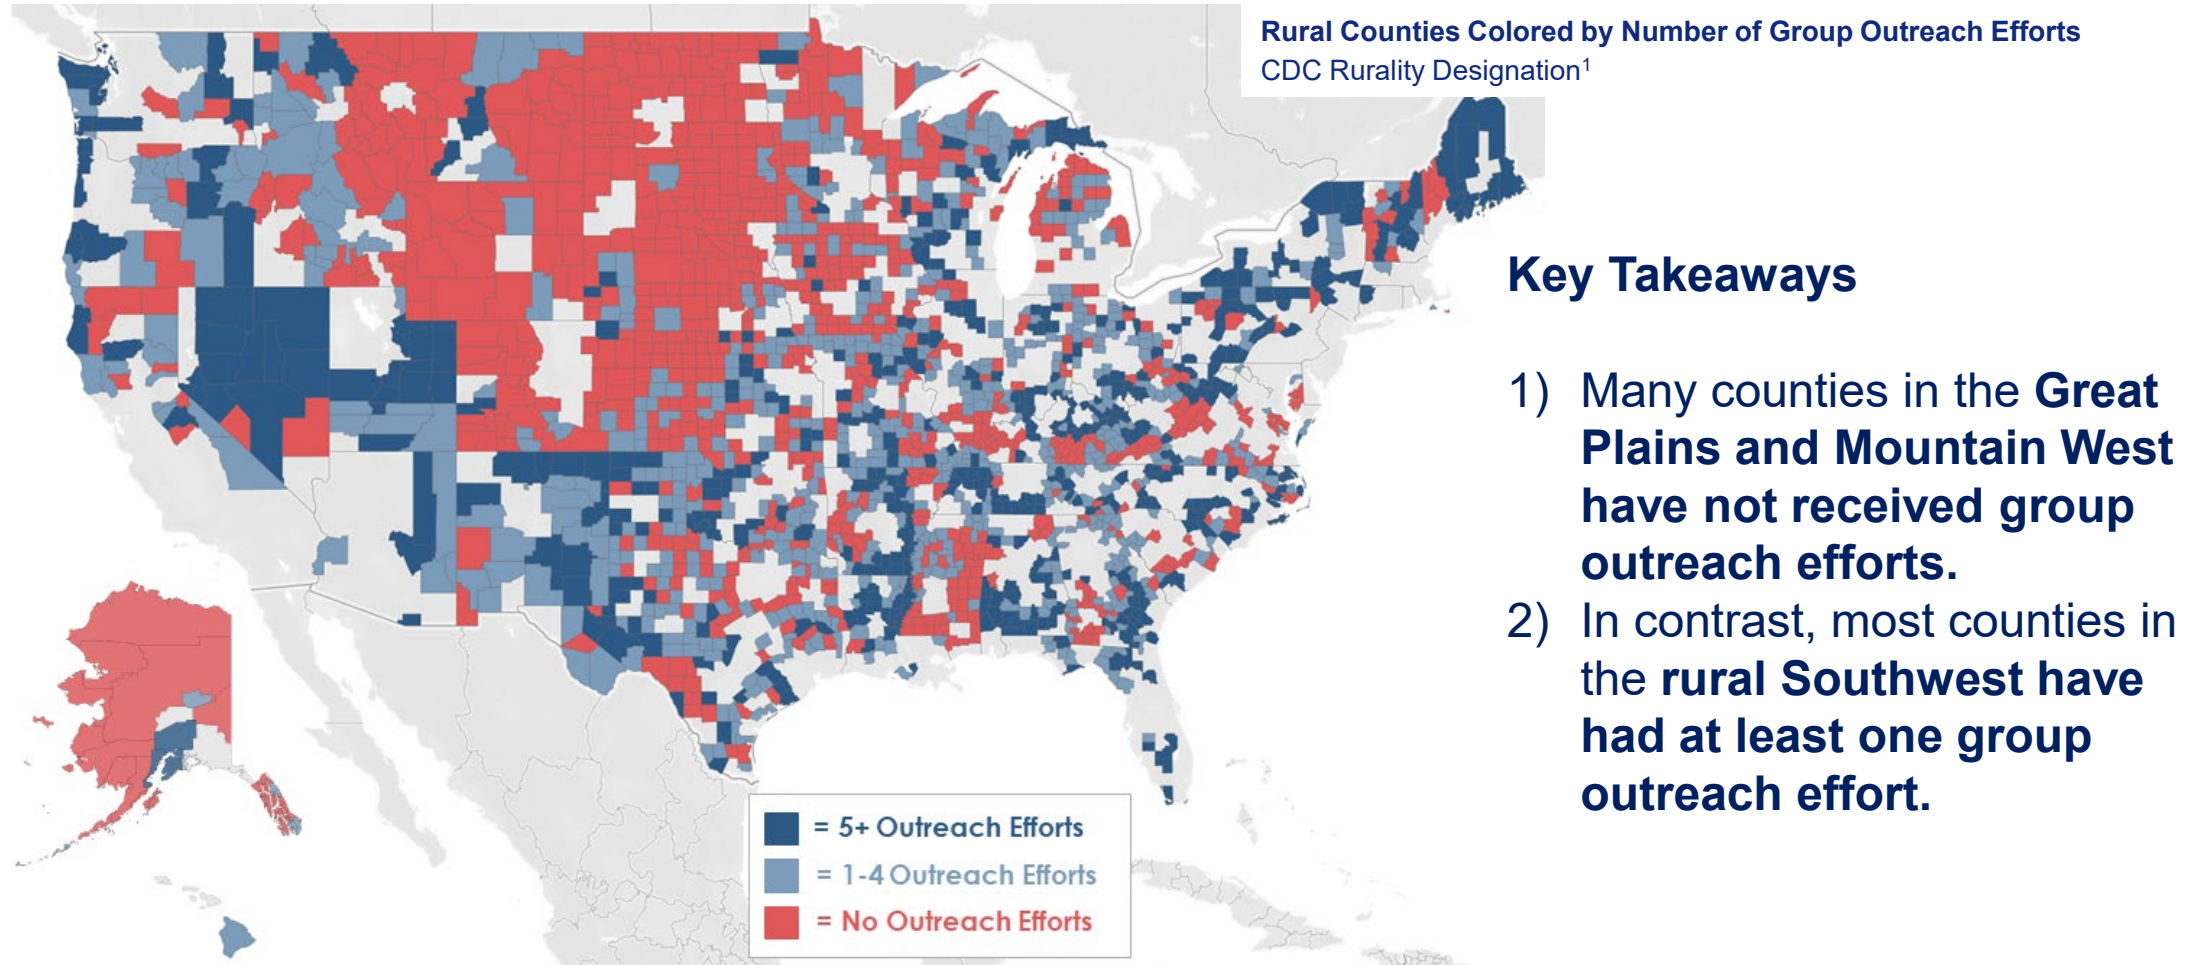 Rural Counties Colored by Number of Group Outreach Efforts
CDC Rurality Designation¹
Key Takeaways
1) Many counties in the Great
Plains and Mountain West
have not received group
outreach efforts.
2) In contrast, most counties in
the rural Southwest have
had at least one group
outreach effort.
= 5+ Outreach Efforts
= 1-4 Outreach Efforts
= No Outreach Efforts